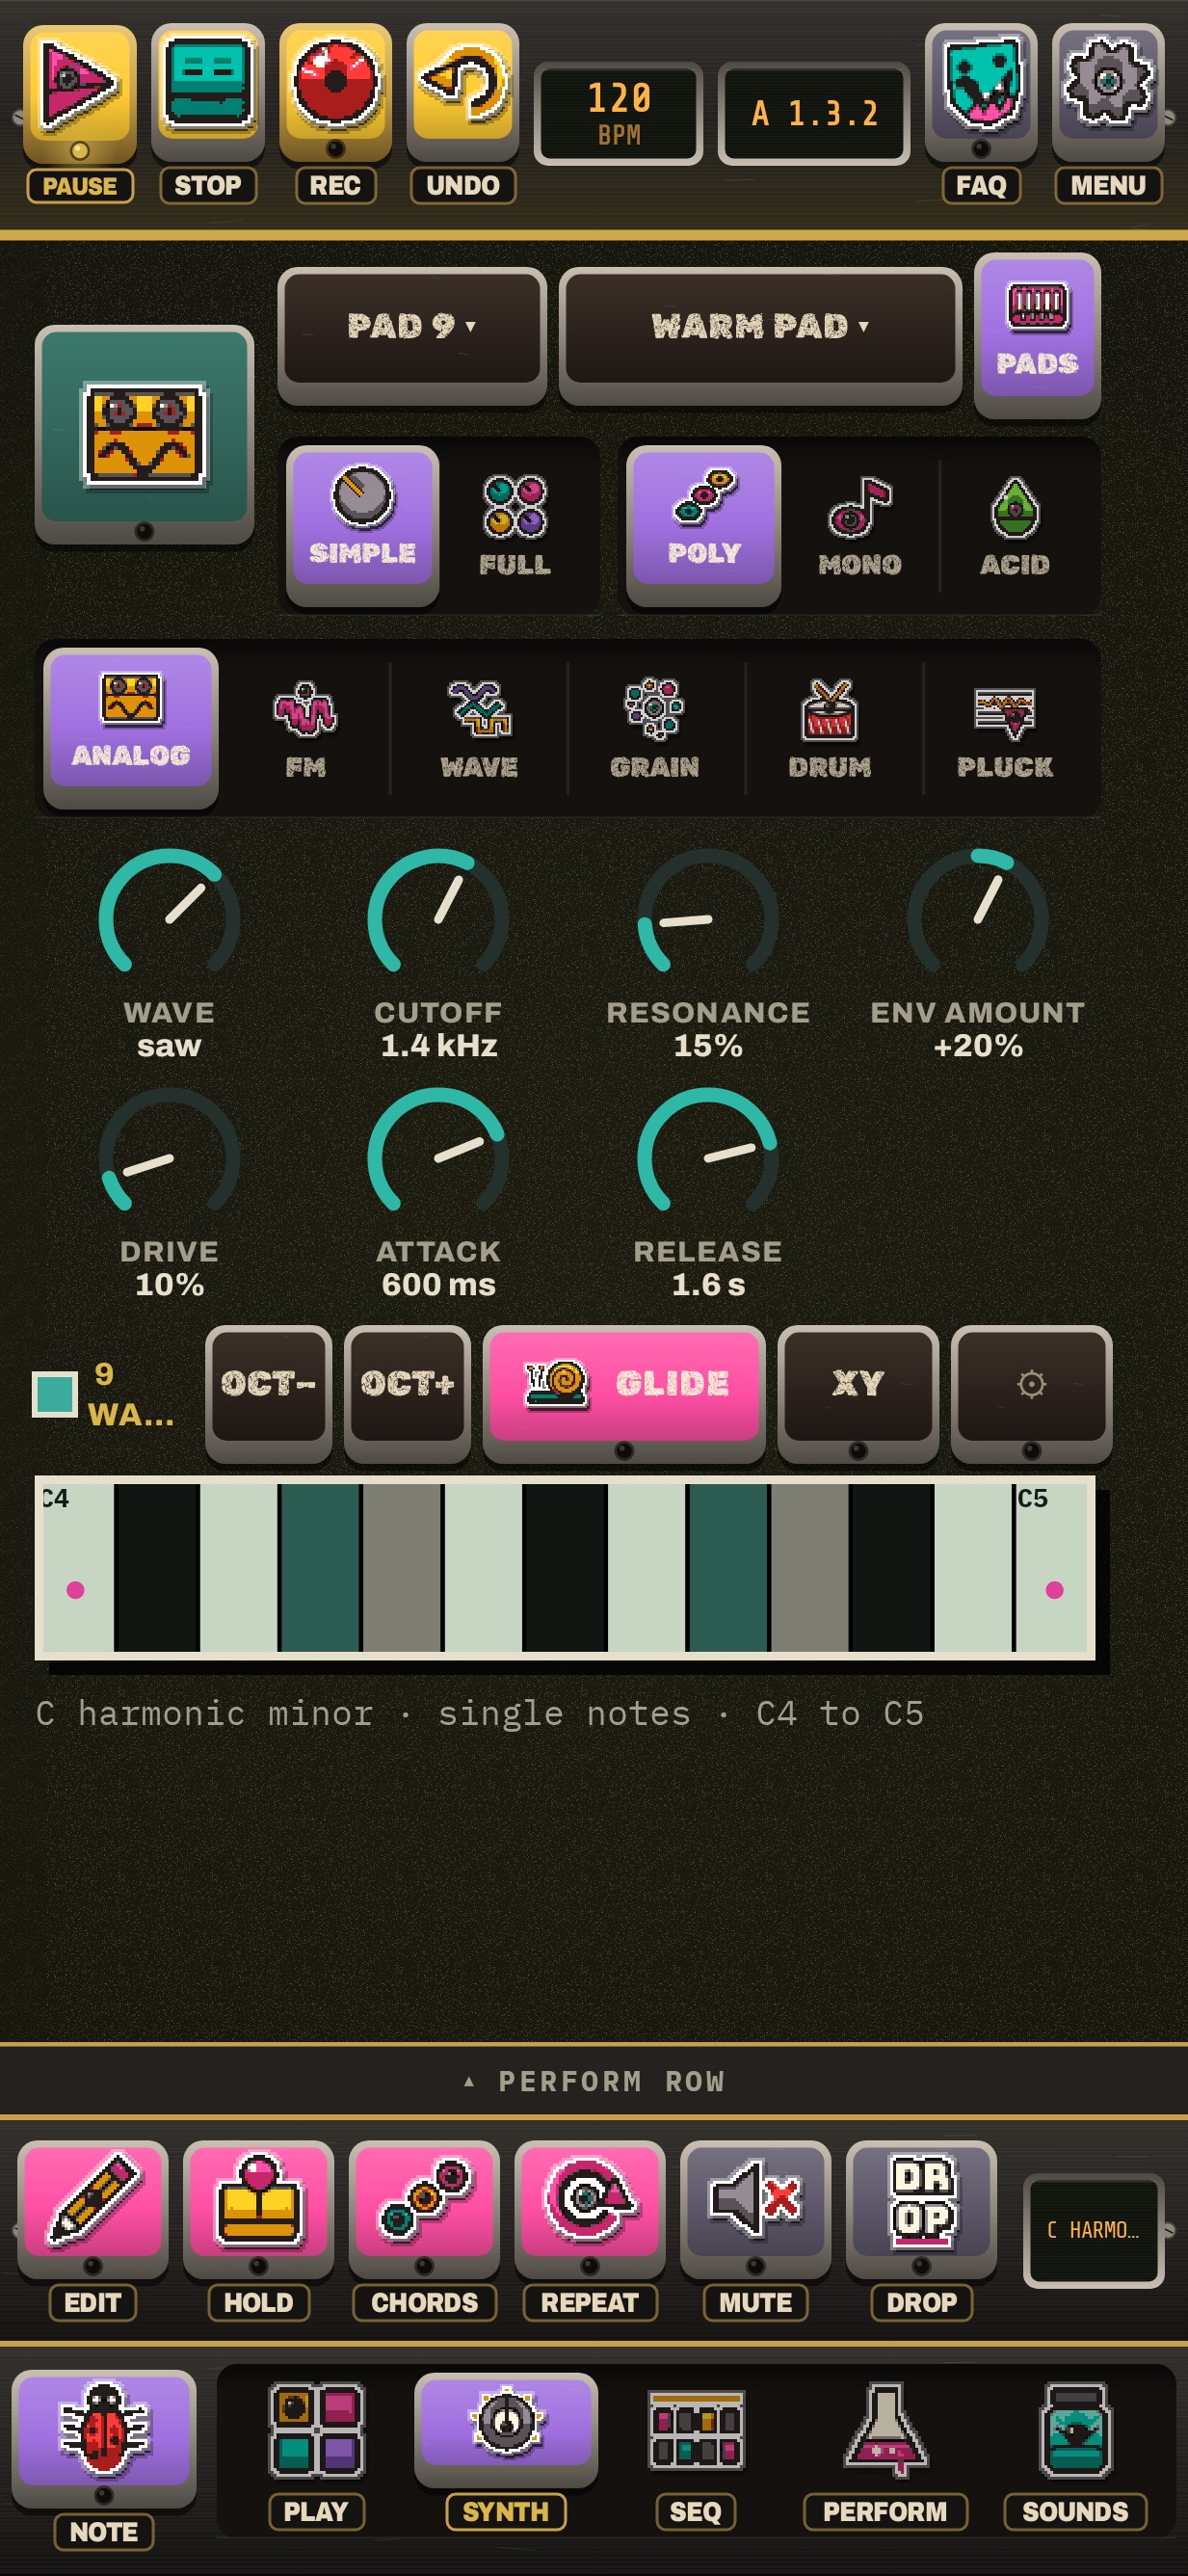 120
BPM
A 1.3.2
PAUSE
STOP
REC
UNDO
FAQ
MENU
PAD 9 ▾
WARM PAD ▾
PADS
SIMPLE
FULL
POLY
MONO
ACID
ANALOG
FM
WAVE
GRAIN
DRUM
PLUCK
WAVE
saw
CUTOFF
1.4 kHz
RESONANCE
15%
ENV AMOUNT
+20%
DRIVE
10%
ATTACK
600 ms
RELEASE
1.6 s
9
WA...
OCT-
OCT+
GLIDE
XY
C4
C5
C harmonic minor · single notes · C4 to C5
▲ PERFORM ROW
DR
OP
C HARMO...
EDIT
HOLD
CHORDS
REPEAT
MUTE
DROP
NOTE
PLAY
SYNTH
SEQ
PERFORM
SOUNDS